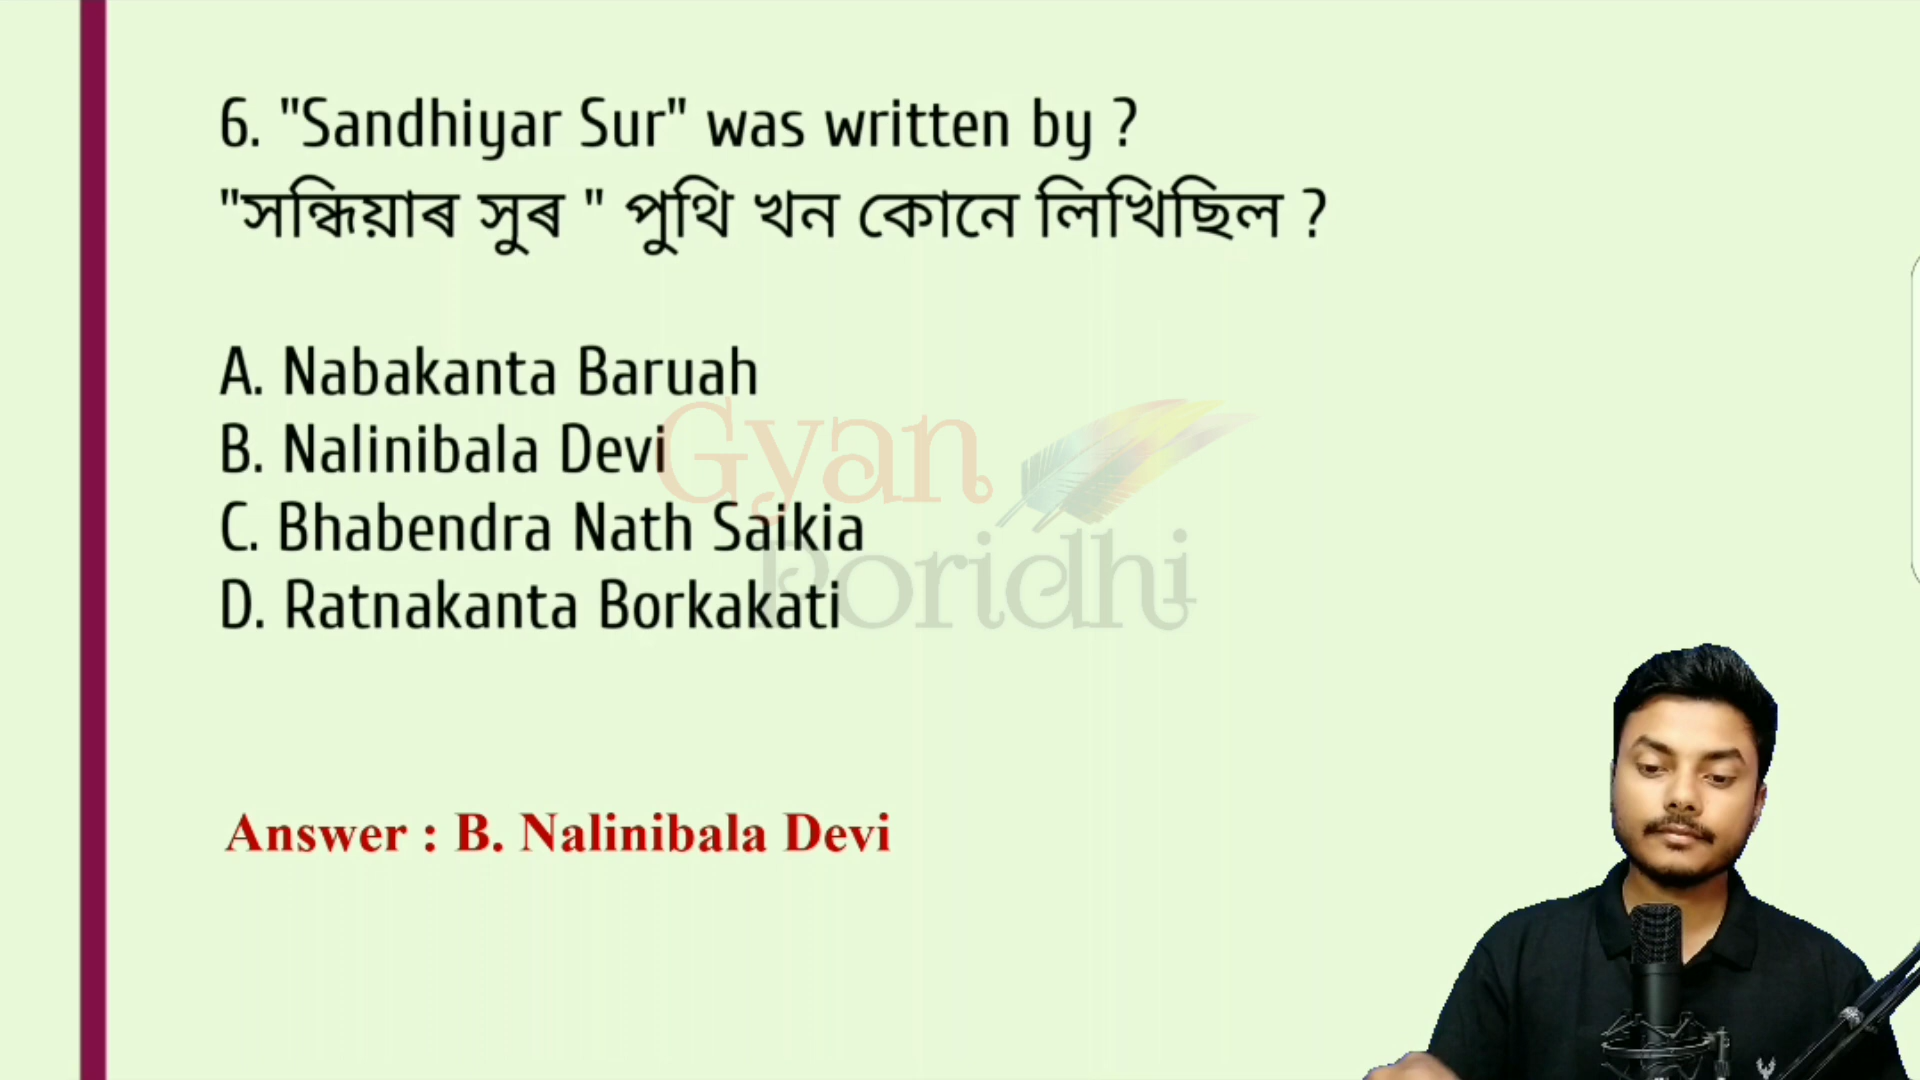 6. "Sandhiyar Sur" was written by ?
"সন্ধিয়াৰ সুৰ " পুথি খন কোনে লিখিছিল ?
A. Nabakanta Baruah
B. Nalinibala Devi
C. Bhabendra Nath Saikia
D. Ratnakanta Borkakati
Gyan
Poridhi
Answer : B. Nalinibala Devi